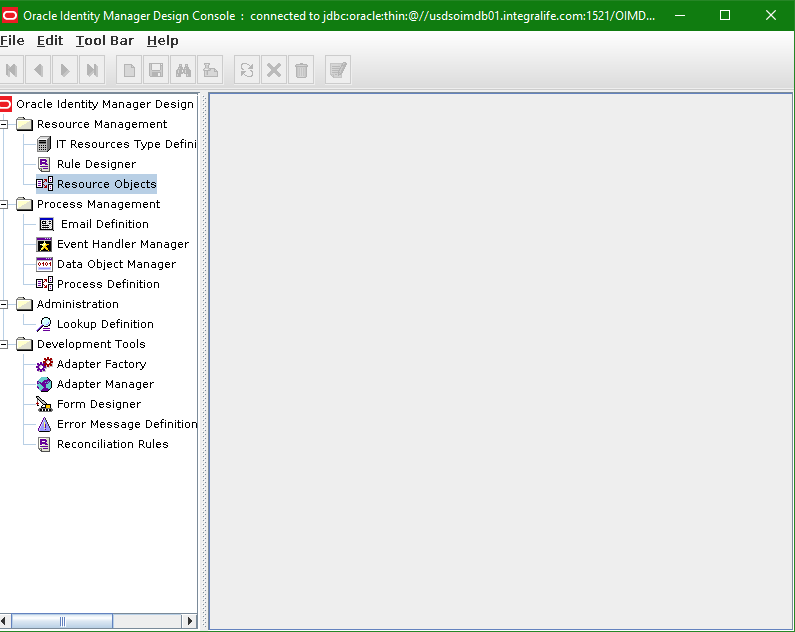 Oracle Identity Manager Design Console : connected to jdbc:oracle:thin:@//usdsoimdb01.integralife.com:1521/OIMD...
File Edit Tool Bar Help
Oracle Identity Manager Design
Resource Management
IT Resources Type Defini
Rule Designer
Resource Objects
Process Management
Email Definition
Event Handler Manager
Data Object Manager
Process Definition
Administration
Lookup Definition
Development Tools
Adapter Factory
Adapter Manager
Form Designer
Error Message Definition
Reconciliation Rules